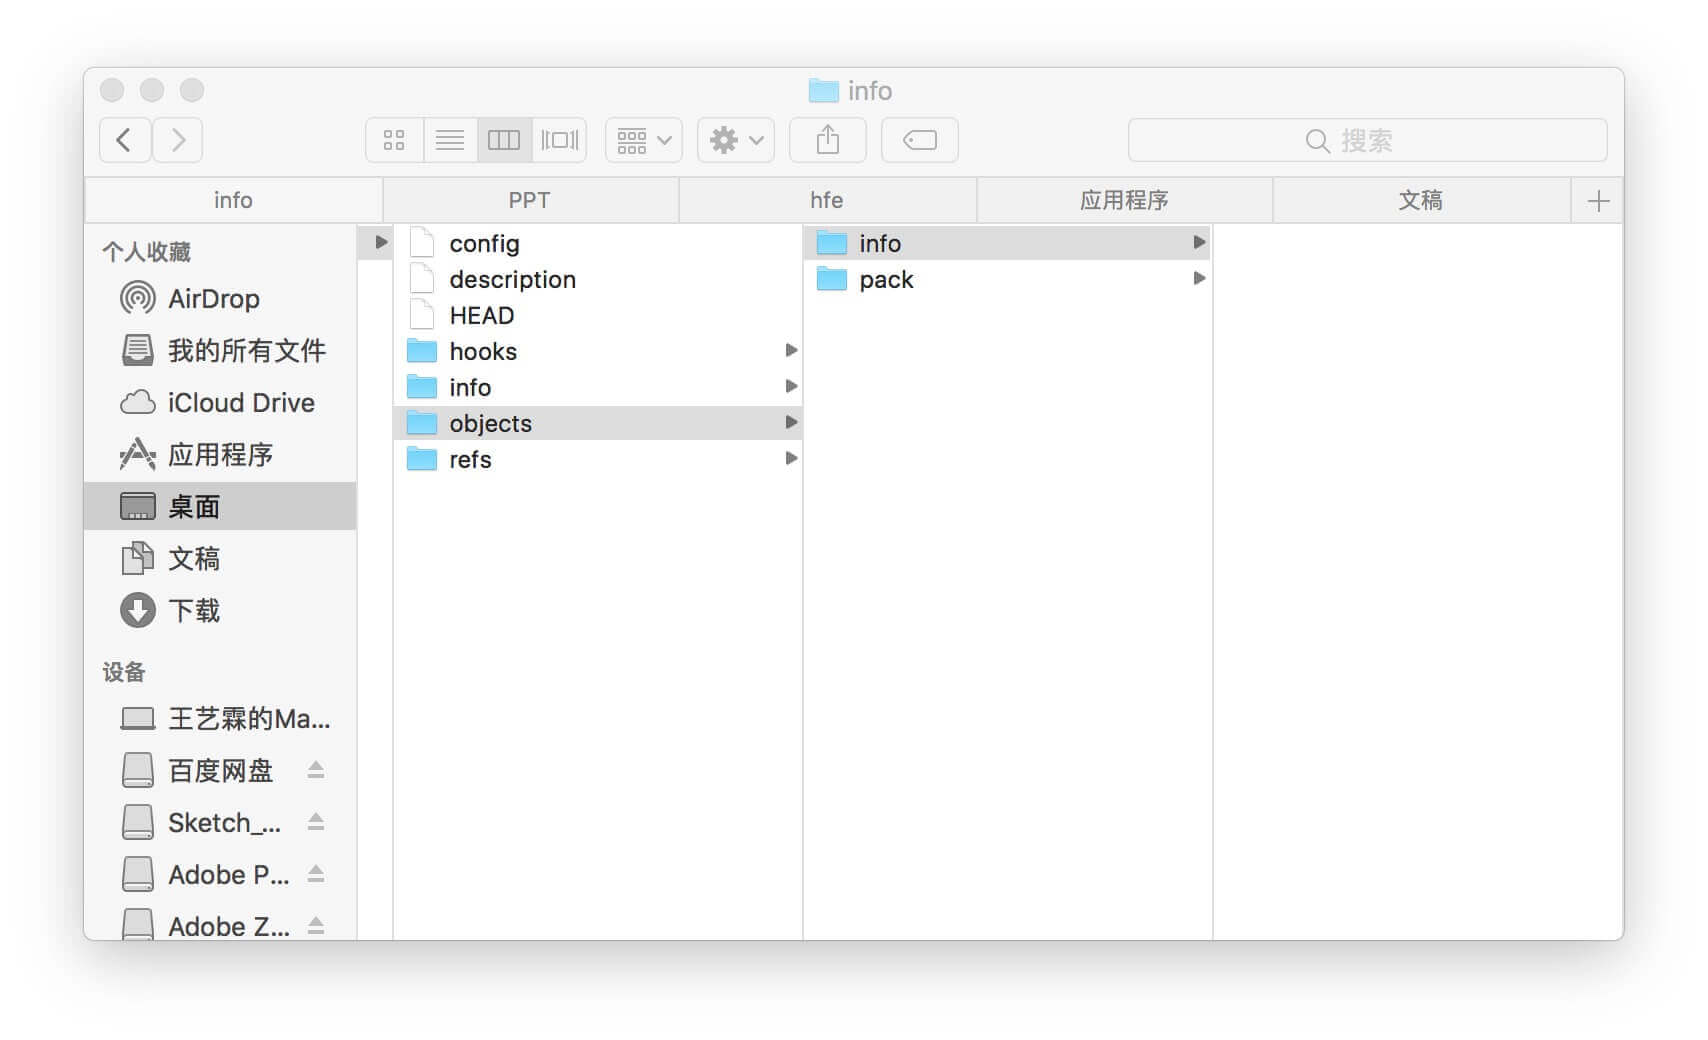 info
搜索
info
PPT
hfe
应用程序
文稿
个人收藏
AirDrop
我的所有文件
iCloud Drive
应用程序
桌面
文稿
下载
设备
王艺霖的Ma...
百度网盘
Sketch_...
Adobe P...
Adobe Z...
config
description
HEAD
hooks
info
objects
refs
info
pack